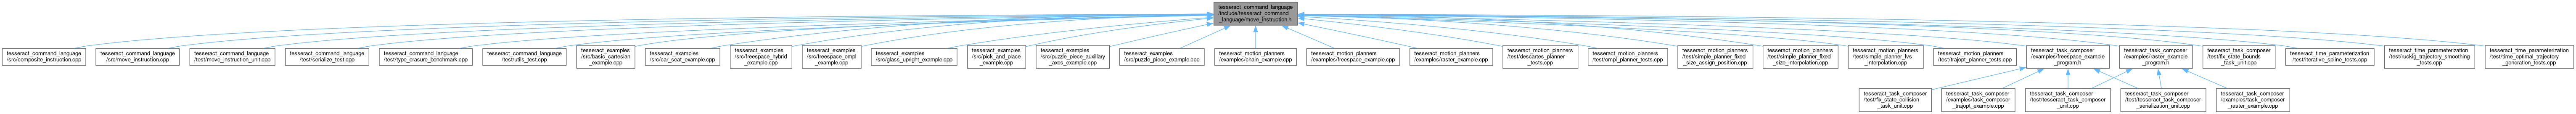 tesseract_command_language
/include/tesseract_command
_language/move_instruction.h
tesseract_command_language
/src/composite_instruction.cpp
tesseract_command_language
/src/move_instruction.cpp
tesseract_command_language
/test/move_instruction_unit.cpp
tesseract_command_language
/test/serialize_test.cpp
tesseract_command_language
/test/type_erasure_benchmark.cpp
tesseract_command_language
/test/utils_test.cpp
tesseract_examples
/src/basic_cartesian
_example.cpp
tesseract_examples
/src/car_seat_example.cpp
tesseract_examples
/src/freespace_hybrid
_example.cpp
tesseract_examples
/src/freespace_ompl
_example.cpp
tesseract_examples
/src/glass_upright_example.cpp
tesseract_examples
/src/pick_and_place
_example.cpp
tesseract_examples
/src/puzzle_piece_auxillary
_axes_example.cpp
tesseract_examples
/src/puzzle_piece_example.cpp
tesseract_motion_planners
/examples/chain_example.cpp
tesseract_motion_planners
/examples/freespace_example.cpp
tesseract_motion_planners
/examples/raster_example.cpp
tesseract_motion_planners
/test/descartes_planner
_tests.cpp
tesseract_motion_planners
/test/ompl_planner_tests.cpp
tesseract_motion_planners
/test/simple_planner_fixed
_size_assign_position.cpp
tesseract_motion_planners
/test/simple_planner_fixed
_size_interpolation.cpp
tesseract_motion_planners
/test/simple_planner_lvs
_interpolation.cpp
tesseract_motion_planners
/test/trajopt_planner_tests.cpp
tesseract_task_composer
/examples/freespace_example
_program.h
tesseract_task_composer
/examples/raster_example
_program.h
tesseract_task_composer
/test/fix_state_bounds
_task_unit.cpp
tesseract_time_parameterization
/test/iterative_spline_tests.cpp
tesseract_time_parameterization
/test/ruckig_trajectory_smoothing
_tests.cpp
tesseract_time_parameterization
/test/time_optimal_trajectory
_generation_tests.cpp
tesseract_task_composer
/test/fix_state_collision
_task_unit.cpp
tesseract_task_composer
/examples/task_composer
_trajopt_example.cpp
tesseract_task_composer
/test/tesseract_task_composer
_unit.cpp
tesseract_task_composer
/test/tesseract_task_composer
_serialization_unit.cpp
tesseract_task_composer
/examples/task_composer
_raster_example.cpp